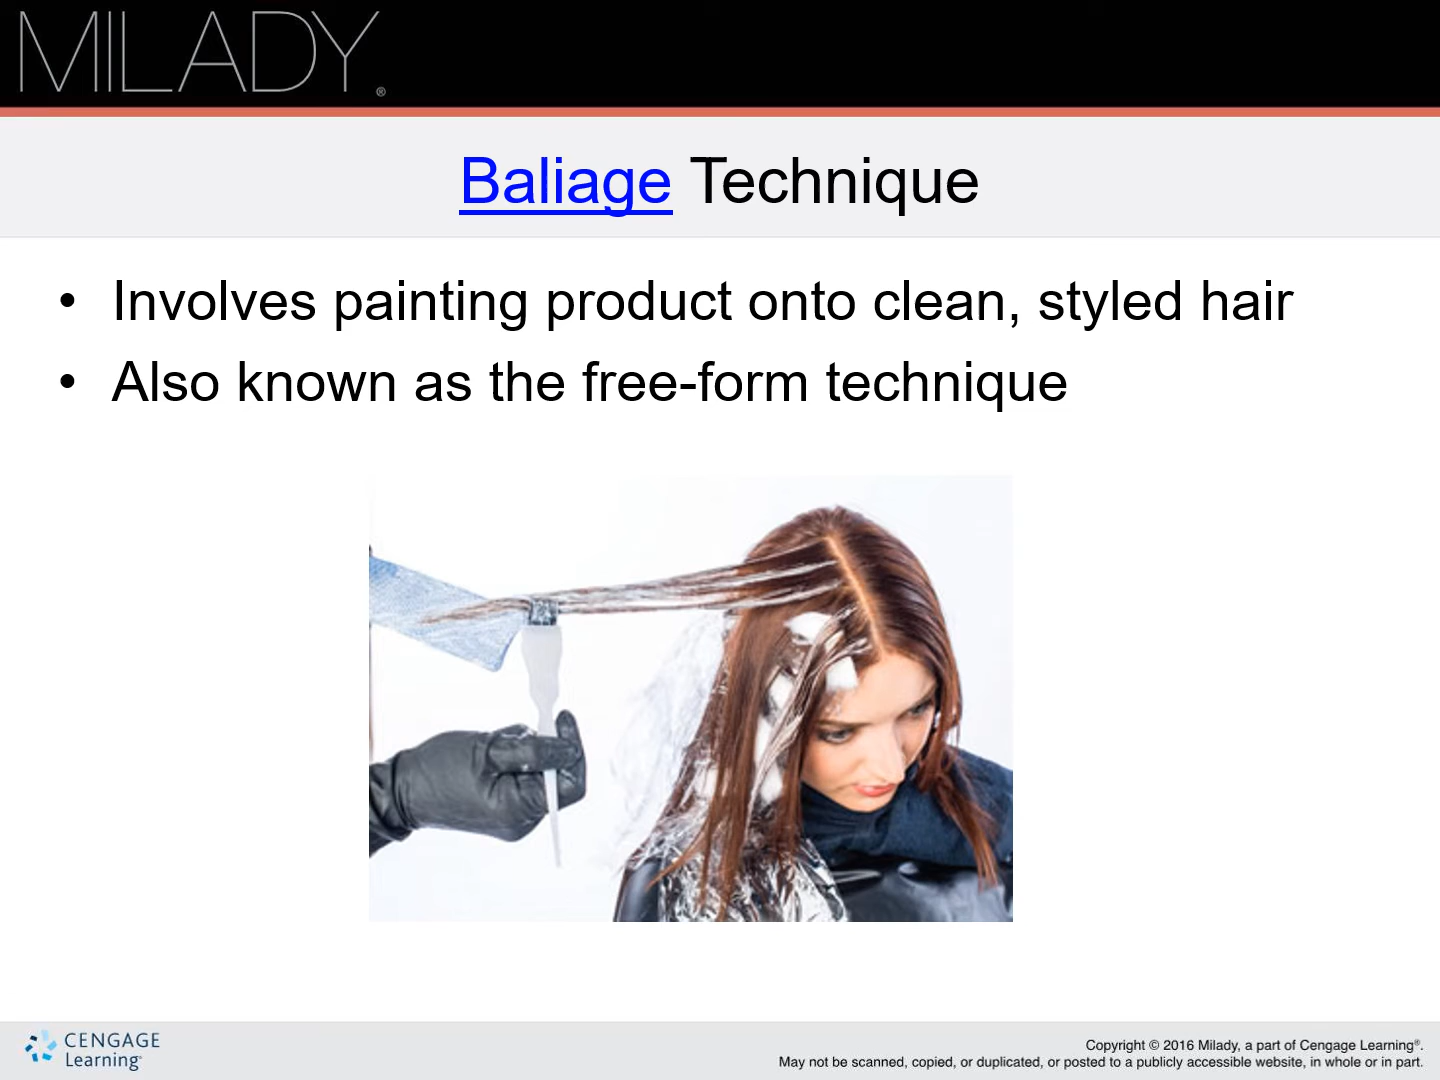 MILADY®
Baliage Technique
• Involves painting product onto clean, styled hair
• Also known as the free-form technique
CENGAGE
Learning
Copyright © 2016 Milady, a part of Cengage Learning®.
May not be scanned, copied, or duplicated, or posted to a publicly accessible website, in whole or in part.